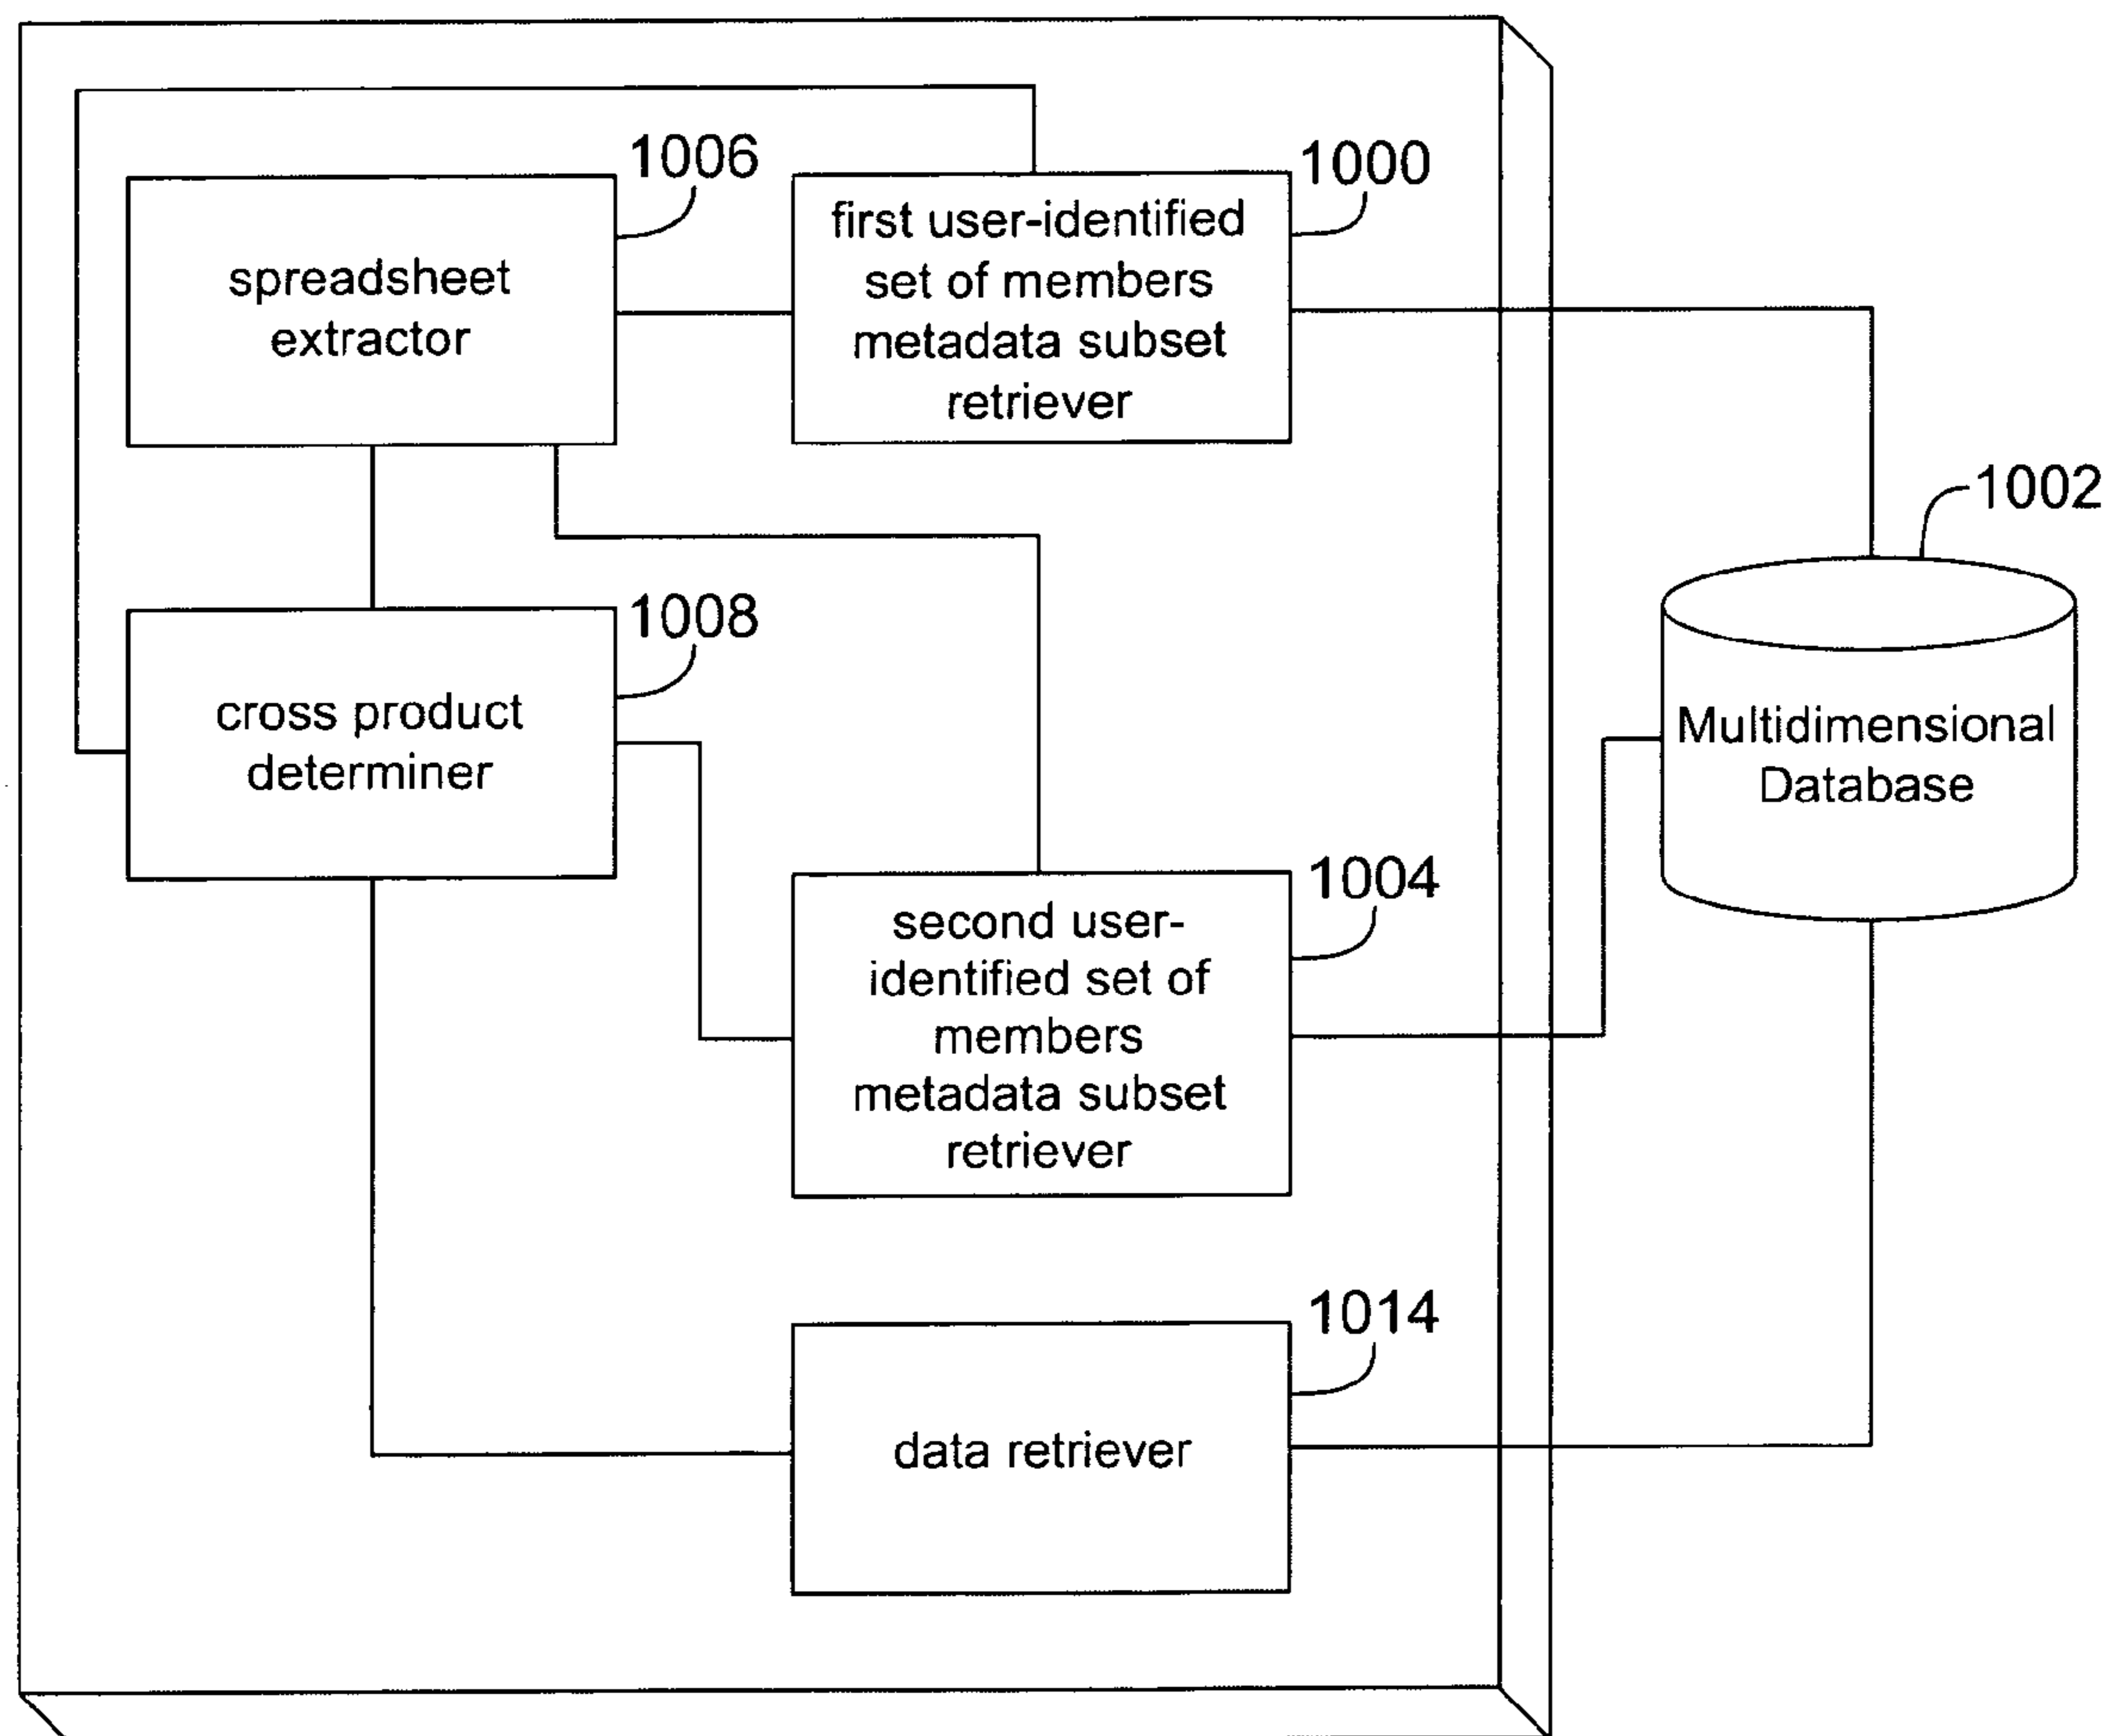 1006
1000
spreadsheet
extractor
first user-identified
set of members
metadata subset
retriever
1002
1008
cross product
determiner
Multidimensional
Database
1004
second user-
identified set of
members
metadata subset
retriever
1014
data retriever